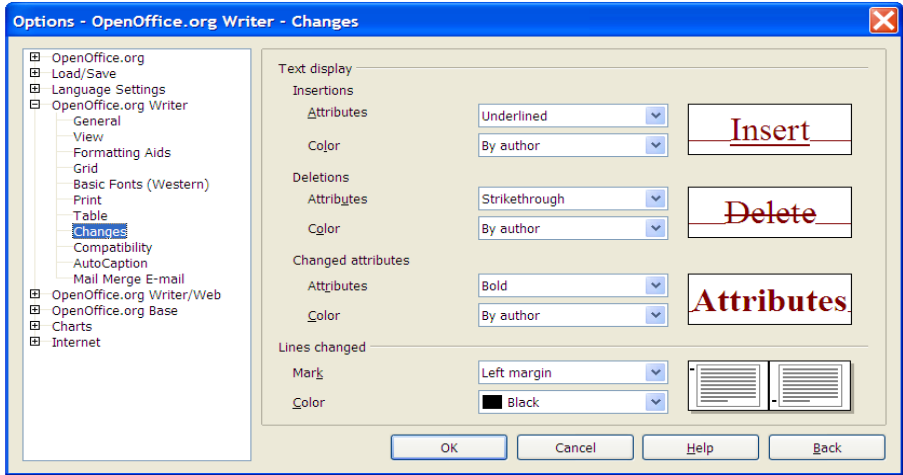 Options - OpenOffice.org Writer - Changes
OpenOffice.org
Load/Save
Language Settings
OpenOffice.org Writer
General
View
Formatting Aids
Grid
Basic Fonts (Western)
Print
Table
Changes
Compatibility
AutoCaption
Mail Merge E-mail
OpenOffice.org Writer/Web
OpenOffice.org Base
Charts
Internet
Text display
Insertions
Attributes Underlined Insert
Color By author
Deletions
Attributes Strikethrough Delete
Color By author
Changed attributes
Attributes Bold Attributes
Color By author
Lines changed
Mark Left margin
Color Black
OK Cancel Help Back